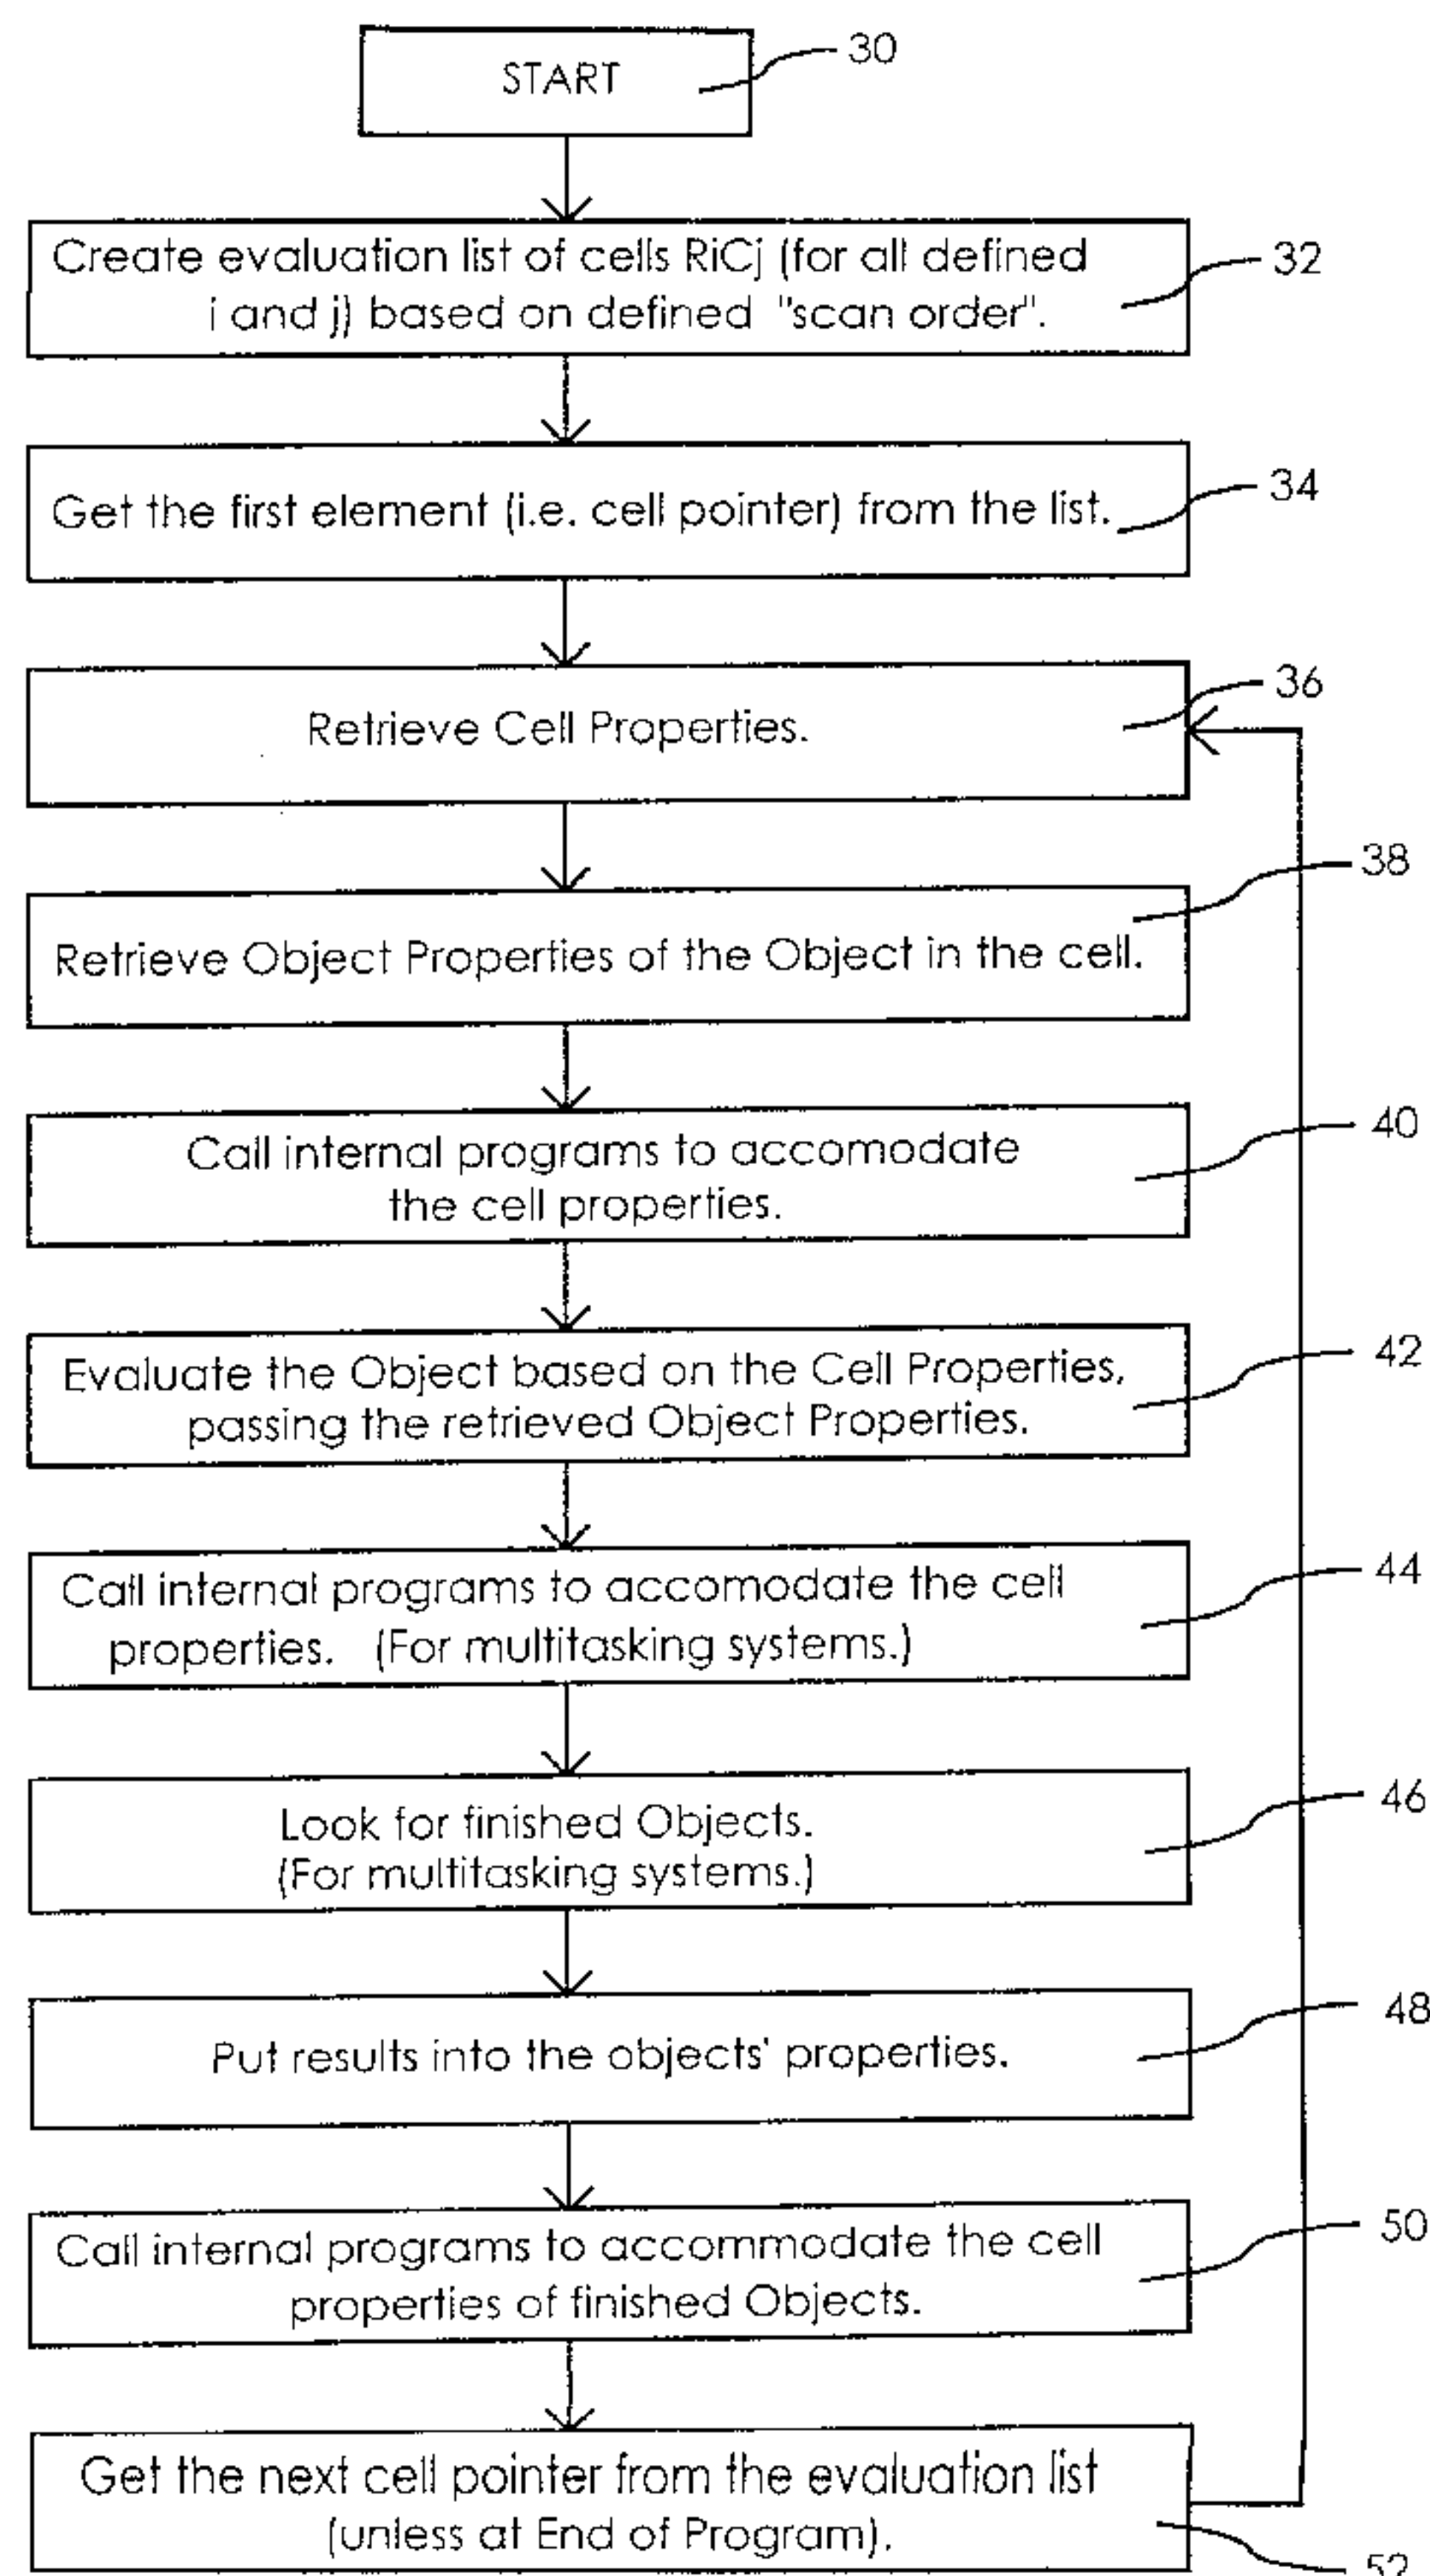 START
30
Create evaluation list of cells RiCj (for all defined
i and j) based on defined "scan order".
32
Get the first element (i.e. cell pointer) from the list.
34
Retrieve Cell Properties.
36
Retrieve Object Properties of the Object in the cell.
38
Call internal programs to accomodate
the cell properties.
40
Evaluate the Object based on the Cell Properties,
passing the retrieved Object Properties.
42
Call internal programs to accomodate the cell
properties. (For multitasking systems.)
44
Look for finished Objects.
(For multitasking systems.)
46
Put results into the objects' properties.
48
Call internal programs to accommodate the cell
properties of finished Objects.
50
Get the next cell pointer from the evaluation list
(unless at End of Program).
52